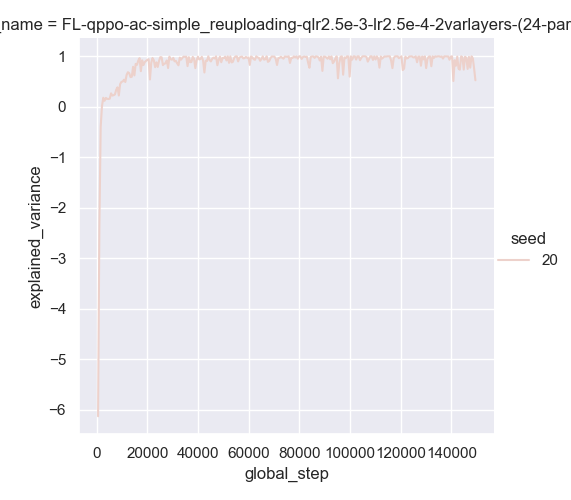 _name = FL-qppo-ac-simple_reuploading-qlr2.5e-3-lr2.5e-4-2varlayers-(24-par
1
0
−1
−2
−3
−4
−5
−6
explained_variance
seed
20
0 20000 40000 60000 80000 100000 120000 140000
global_step